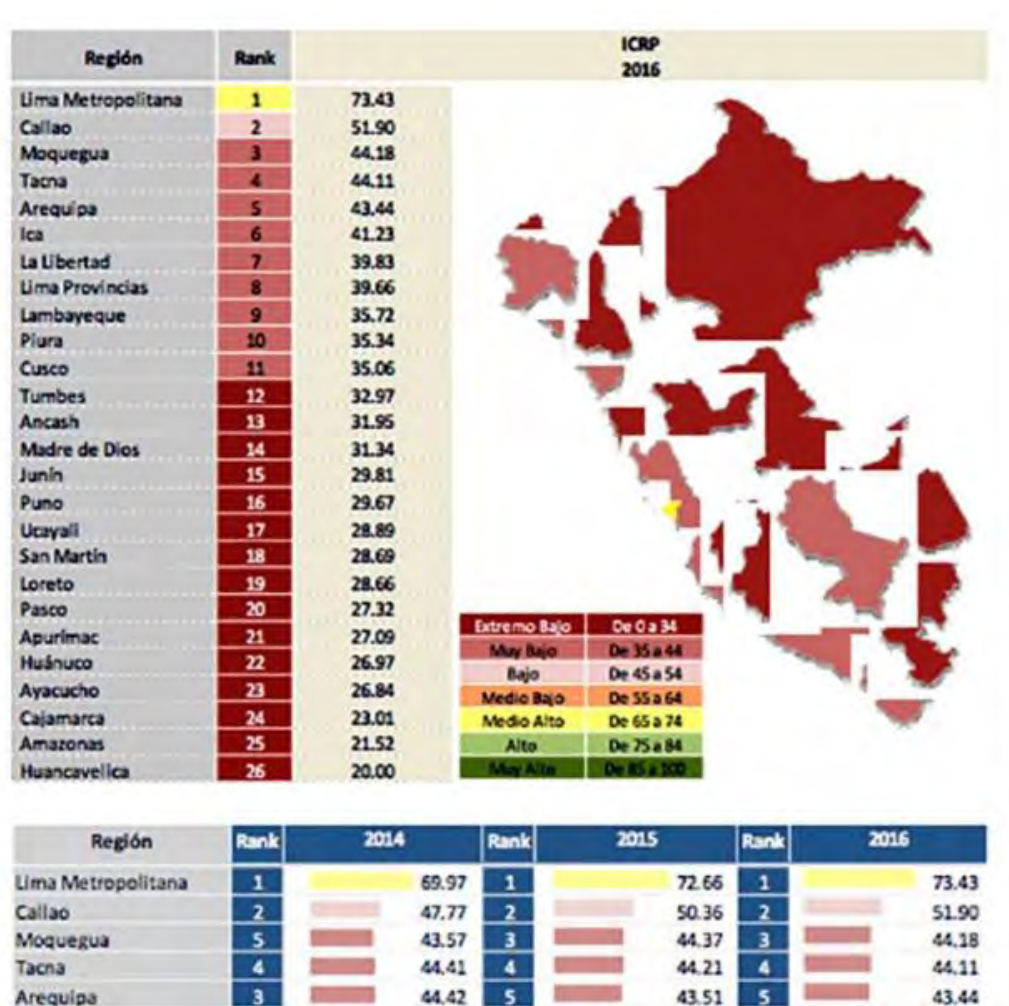 Región Rank ICRP 2016
Lima Metropolitana 1 73.43
Callao 2 51.90
Moquegua 3 44.18
Tacna 4 44.11
Arequipa 5 43.44
Ica 6 41.23
La Libertad 7 39.83
Lima Provincias 8 39.66
Lambayeque 9 35.72
Piura 10 35.34
Cusco 11 35.06
Tumbes 12 32.97
Ancash 13 31.95
Madre de Dios 14 31.34
Junín 15 29.81
Puno 16 29.67
Ucayali 17 28.89
San Martín 18 28.69
Loreto 19 28.66
Pasco 20 27.32
Apurímac 21 27.09
Huánuco 22 26.97
Ayacucho 23 26.84
Cajamarca 24 23.01
Amazonas 25 21.52
Huancavelica 26 20.00
Extremo Bajo De 0 a 34
Muy Bajo De 35 a 44
Bajo De 45 a 54
Medio Bajo De 55 a 64
Medio Alto De 65 a 74
Alto De 75 a 84
Muy Alto De 85 a 100
Región Rank 2014 Rank 2015 Rank 2016
Lima Metropolitana 1 69.97 1 72.66 1 73.43
Callao 2 47.77 2 50.36 2 51.90
Moquegua 5 43.57 3 44.37 3 44.18
Tacna 4 44.41 4 44.21 4 44.11
Arequipa 3 44.42 5 43.51 5 43.44